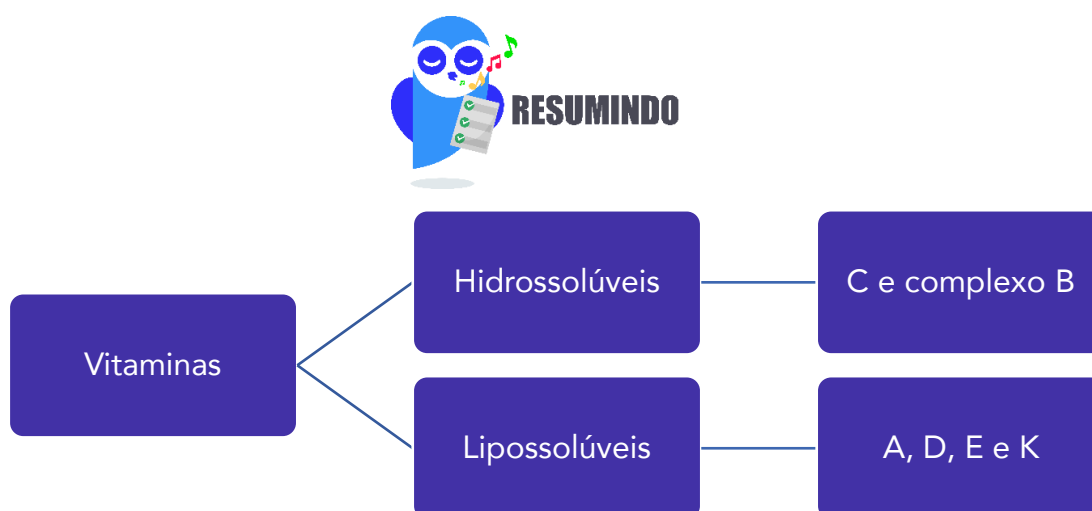 RESUMINDO
Vitaminas
Hidrossolúveis
C e complexo B
Lipossolúveis
A, D, E e K